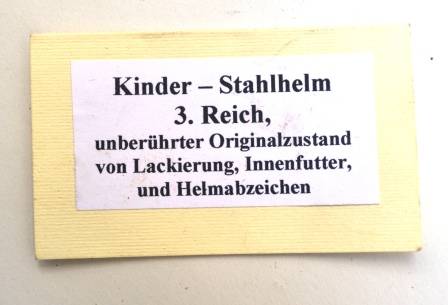 Kinder – Stahlhelm
3. Reich,
unberührter Originalzustand
von Lackierung, Innenfutter,
und Helmabzeichen